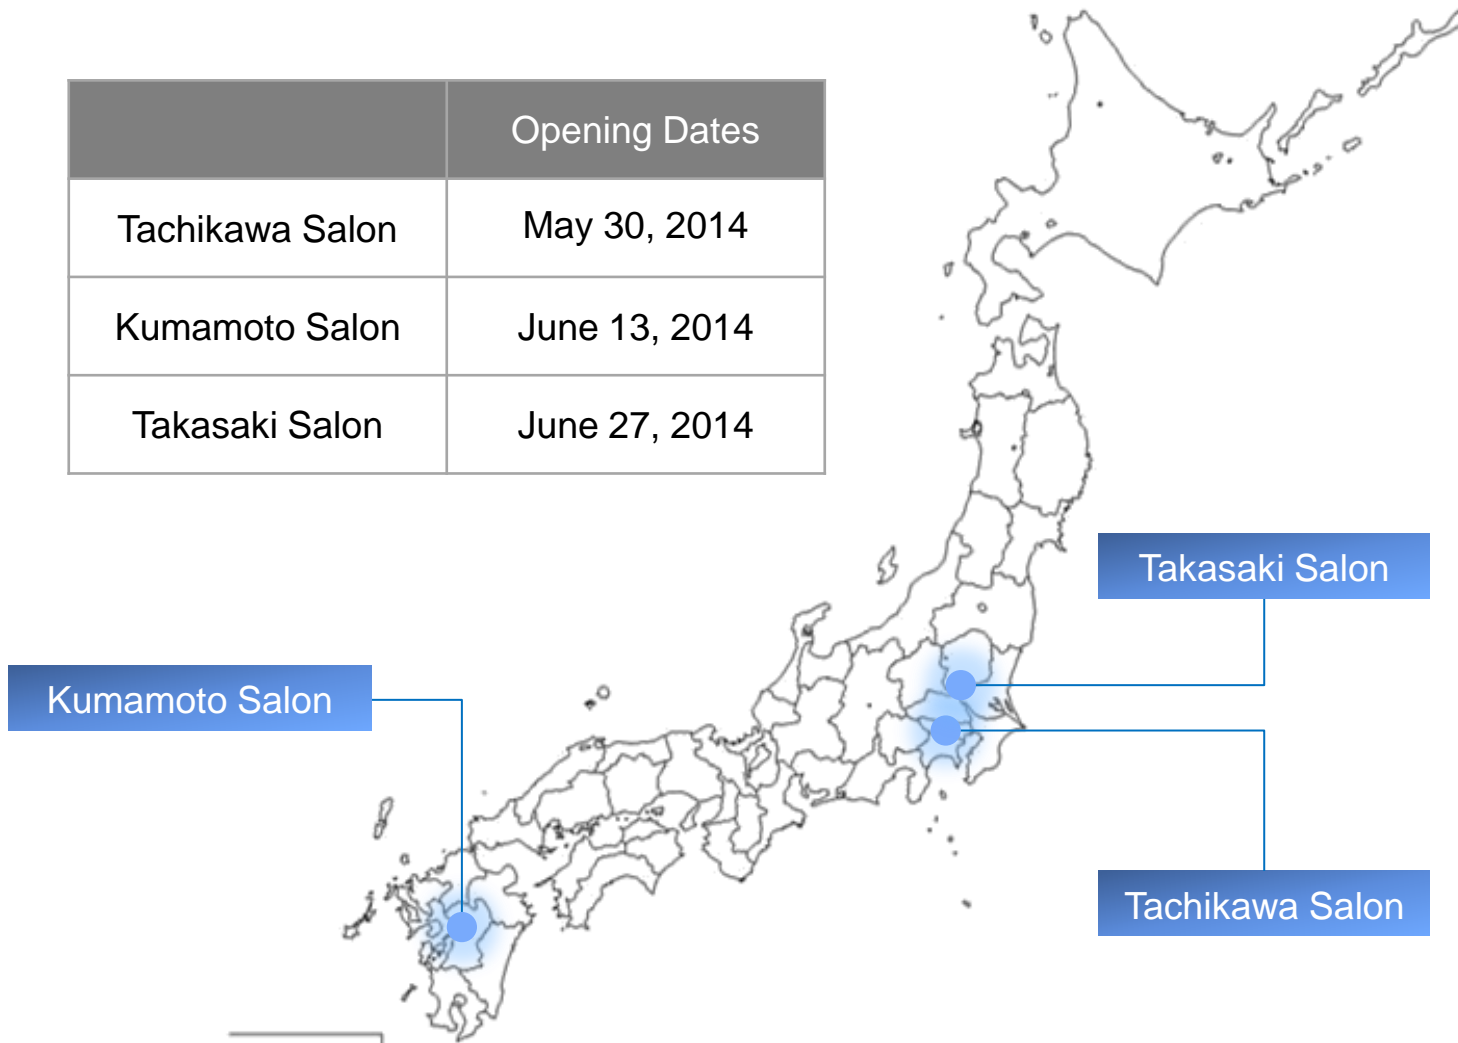 Opening Dates
Tachikawa Salon May 30, 2014
Kumamoto Salon June 13, 2014
Takasaki Salon June 27, 2014
Takasaki Salon
Kumamoto Salon
Tachikawa Salon